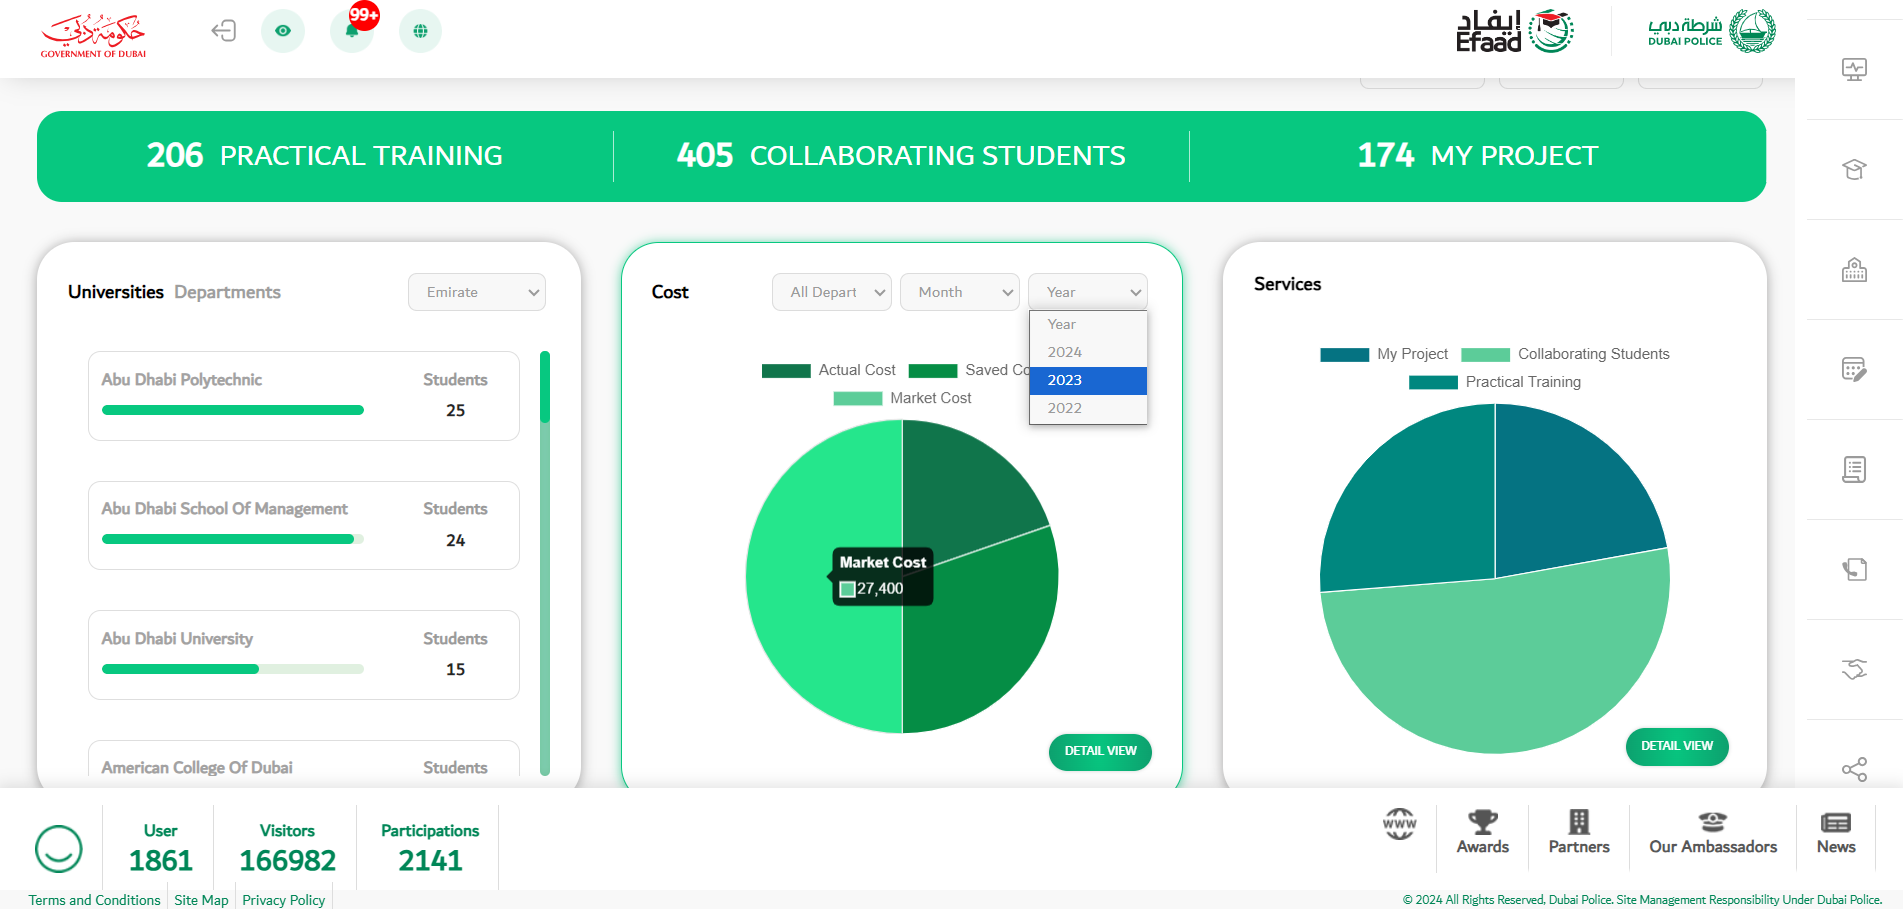 حكومة دبي
GOVERNMENT OF DUBAI
99+
إيفاد
Efaad
شرطة دبي
DUBAI POLICE
206 PRACTICAL TRAINING
405 COLLABORATING STUDENTS
174 MY PROJECT
Universities Departments
Emirate
Abu Dhabi Polytechnic Students
25
Abu Dhabi School Of Management Students
24
Abu Dhabi University Students
15
American College Of Dubai Students
Cost
All Depart
Month
Year
Year
2024
2023
2022
Actual Cost
Saved Co
Market Cost
Market Cost
27,400
DETAIL VIEW
Services
My Project
Collaborating Students
Practical Training
DETAIL VIEW
User
1861
Visitors
166982
Participations
2141
WWW
Awards
Partners
Our Ambassadors
News
Terms and Conditions
Site Map
Privacy Policy
© 2024 All Rights Reserved, Dubai Police. Site Management Responsibility Under Dubai Police.